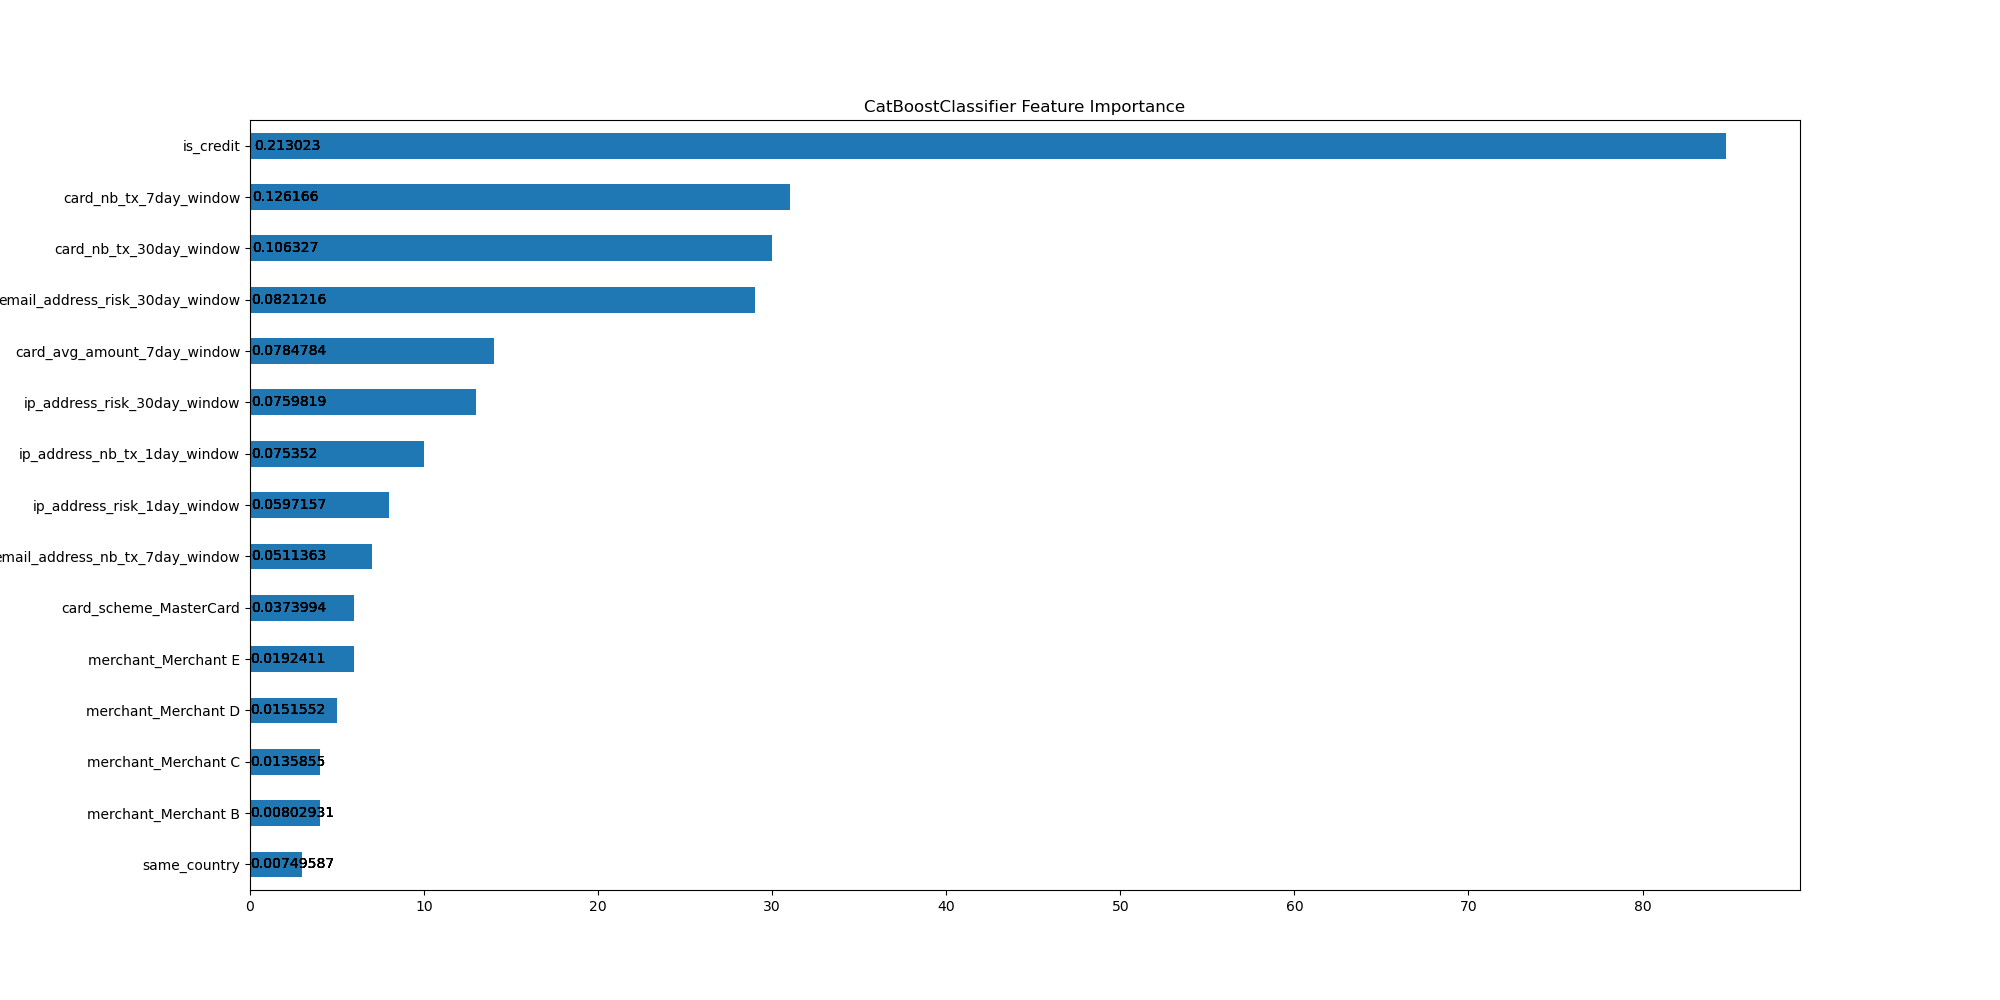 CatBoostClassifier Feature Importance
is_credit 0.213023
card_nb_tx_7day_window 0.126166
card_nb_tx_30day_window 0.106327
email_address_risk_30day_window 0.0821216
card_avg_amount_7day_window 0.0784784
ip_address_risk_30day_window 0.0759819
ip_address_nb_tx_1day_window 0.075352
ip_address_risk_1day_window 0.0597157
email_address_nb_tx_7day_window 0.0511363
card_scheme_MasterCard 0.0373994
merchant_Merchant E 0.0192411
merchant_Merchant D 0.0151552
merchant_Merchant C 0.0135855
merchant_Merchant B 0.00802931
same_country 0.00749587
0 10 20 30 40 50 60 70 80